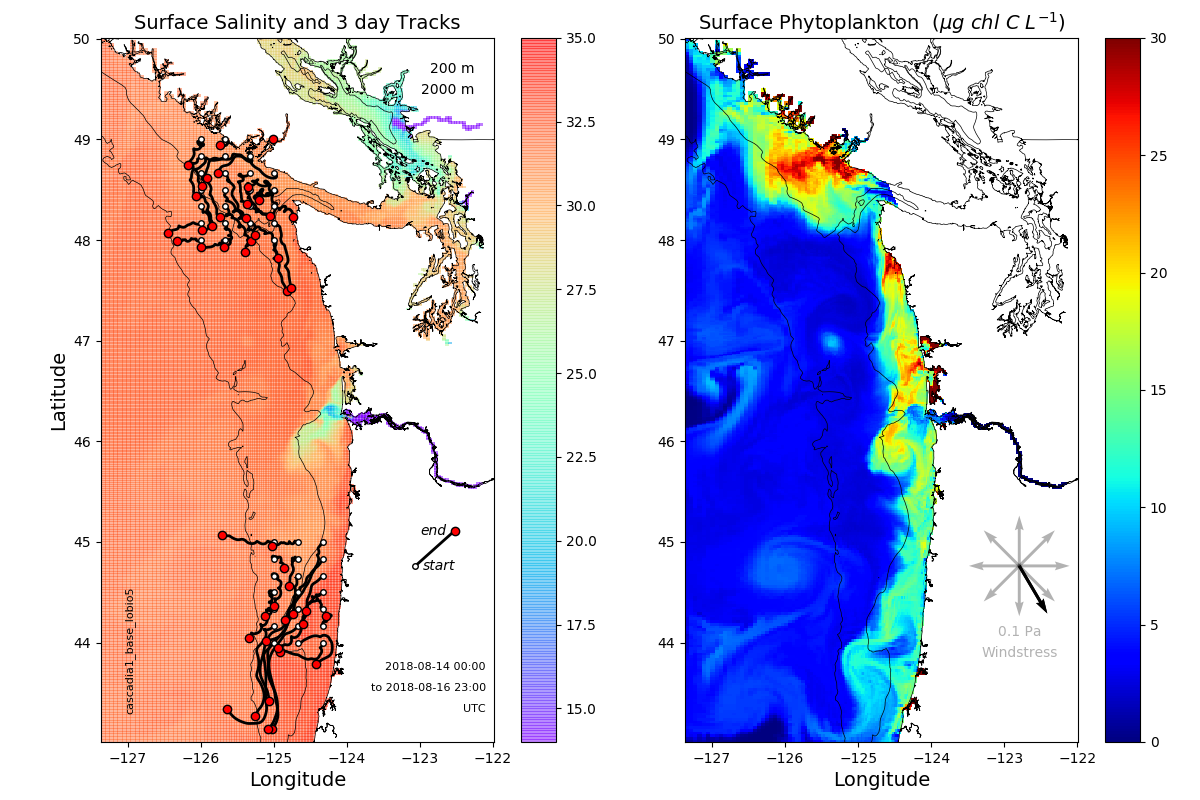 Surface Salinity and 3 day Tracks
200 m
2000 m
50
49
48
47
46
45
44
Latitude
end
start
cascadia1_base_lobio5
2018-08-14 00:00
to 2018-08-16 23:00
UTC
−127 −126 −125 −124 −123 −122
Longitude
35.0
32.5
30.0
27.5
25.0
22.5
20.0
17.5
15.0
Surface Phytoplankton (μg chl C L⁻¹)
50
49
48
47
46
45
44
0.1 Pa
Windstress
−127 −126 −125 −124 −123 −122
Longitude
30
25
20
15
10
5
0